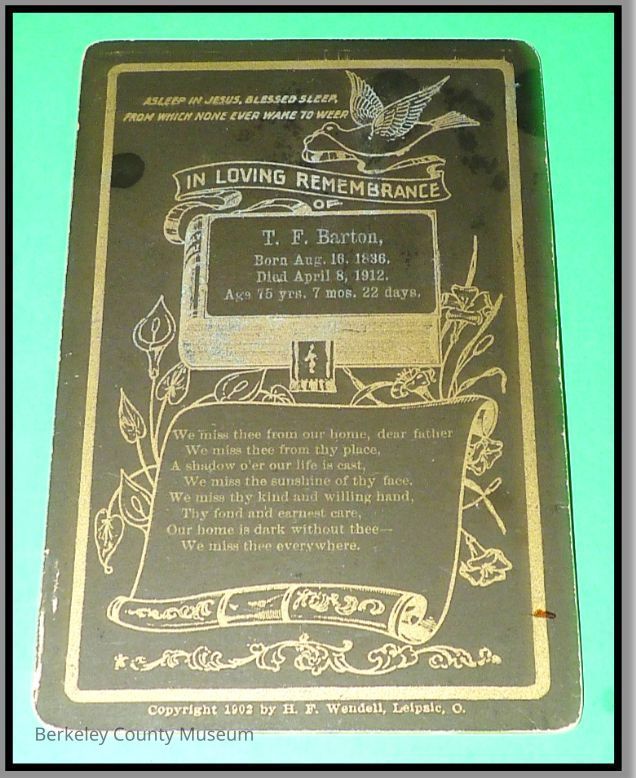 ASLEEP IN JESUS, BLESSED SLEEP,
FROM WHICH NONE EVER WAKE TO WEEP
IN LOVING REMEMBRANCE
OF
T. F. Barton,
Born Aug. 16. 1836.
Died April 8, 1912.
Age 75 yrs. 7 mos. 22 days.
We miss thee from our home, dear father
We miss thee from thy place,
A shadow o'er our life is cast,
We miss the sunshine of thy face.
We miss thy kind and willing hand,
Thy fond and earnest care,
Our home is dark without thee—
We miss thee everywhere.
Copyright 1902 by H. F. Wendell, Leipsic, O.
Berkeley County Museum